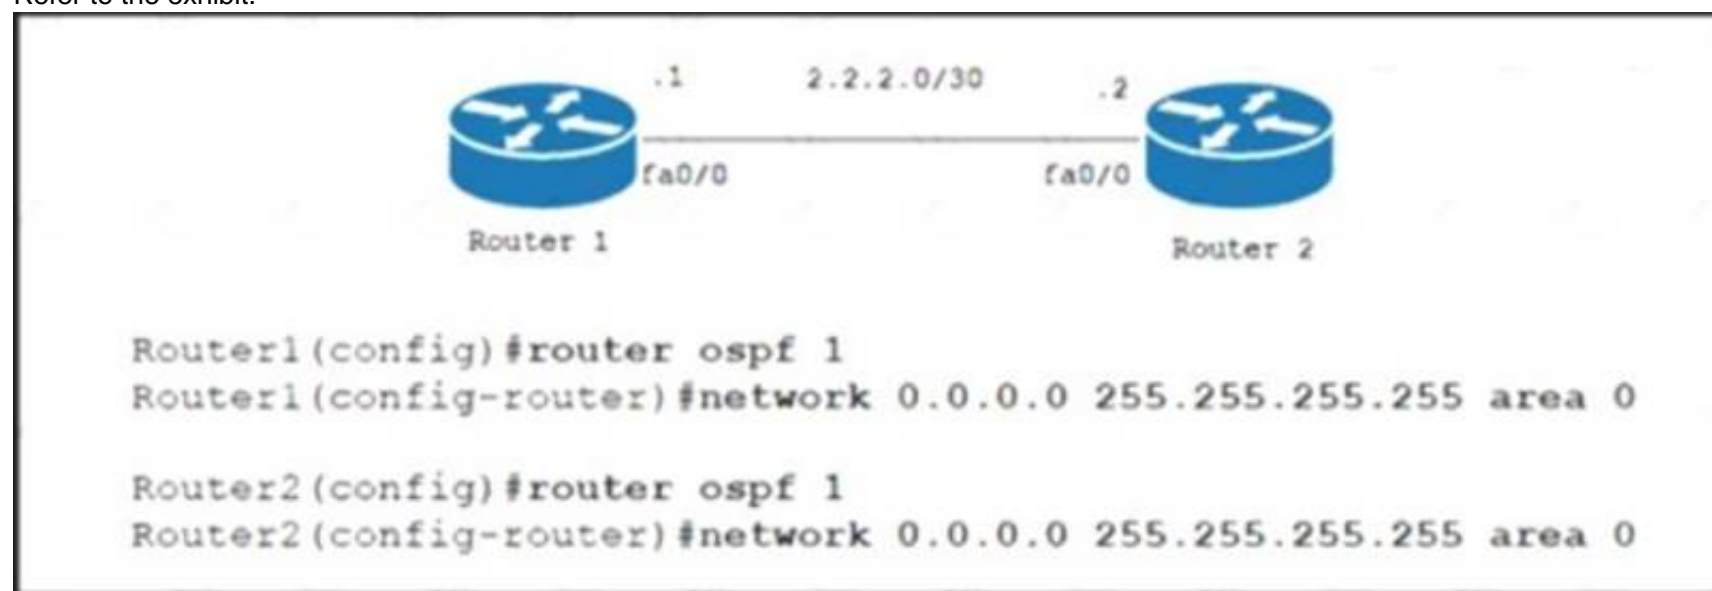 Refer to the exhibit.
.1 2.2.2.0/30 .2
fa0/0 fa0/0
Router 1 Router 2
Router1(config)#router ospf 1
Router1(config-router)#network 0.0.0.0 255.255.255.255 area 0
Router2(config)#router ospf 1
Router2(config-router)#network 0.0.0.0 255.255.255.255 area 0